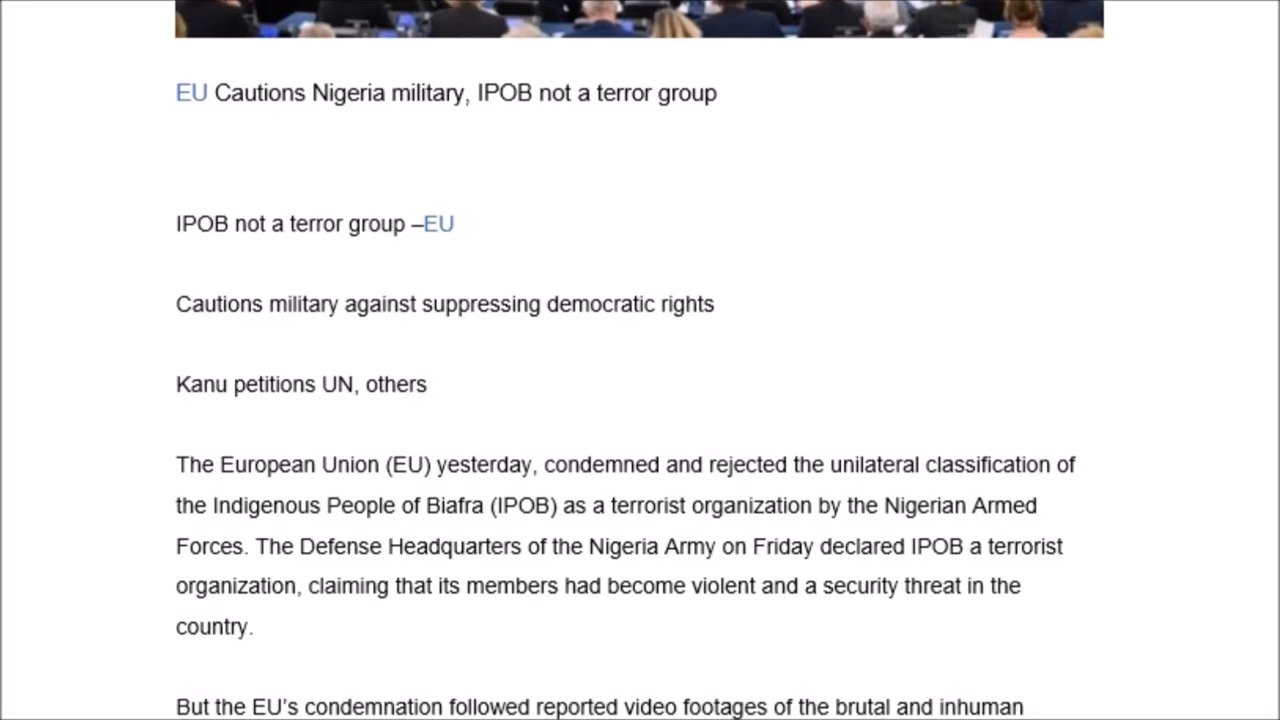 EU Cautions Nigeria military, IPOB not a terror group
IPOB not a terror group –EU
Cautions military against suppressing democratic rights
Kanu petitions UN, others
The European Union (EU) yesterday, condemned and rejected the unilateral classification of
the Indigenous People of Biafra (IPOB) as a terrorist organization by the Nigerian Armed
Forces. The Defense Headquarters of the Nigeria Army on Friday declared IPOB a terrorist
organization, claiming that its members had become violent and a security threat in the
country.
But the EU’s condemnation followed reported video footages of the brutal and inhuman